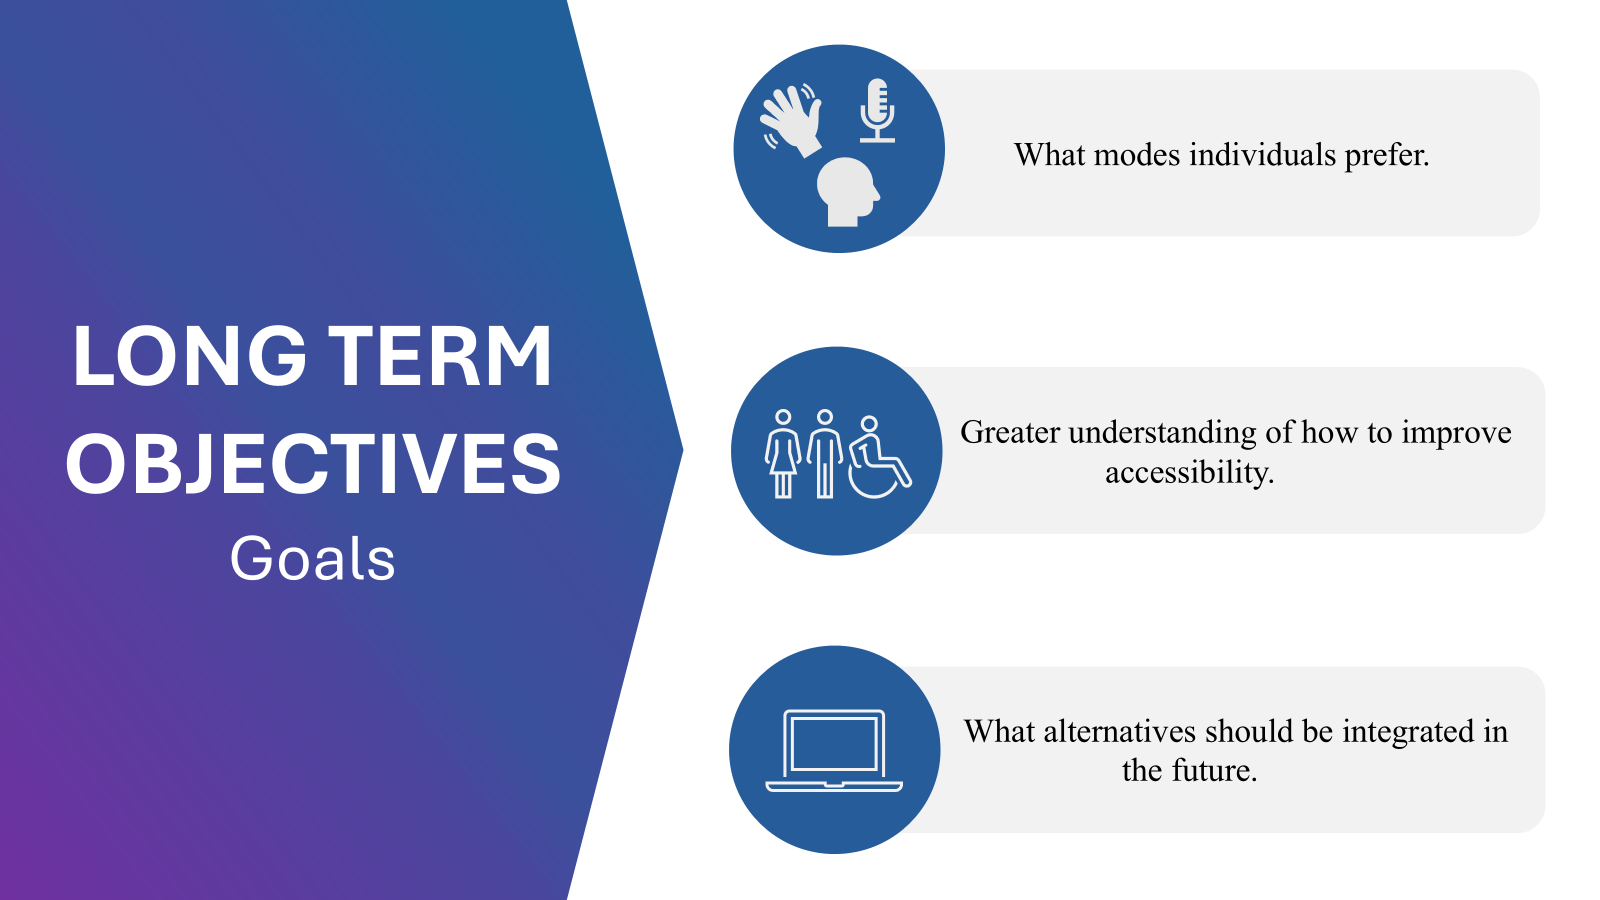 LONG TERM
OBJECTIVES
Goals
What modes individuals prefer.
Greater understanding of how to improve
accessibility.
What alternatives should be integrated in
the future.